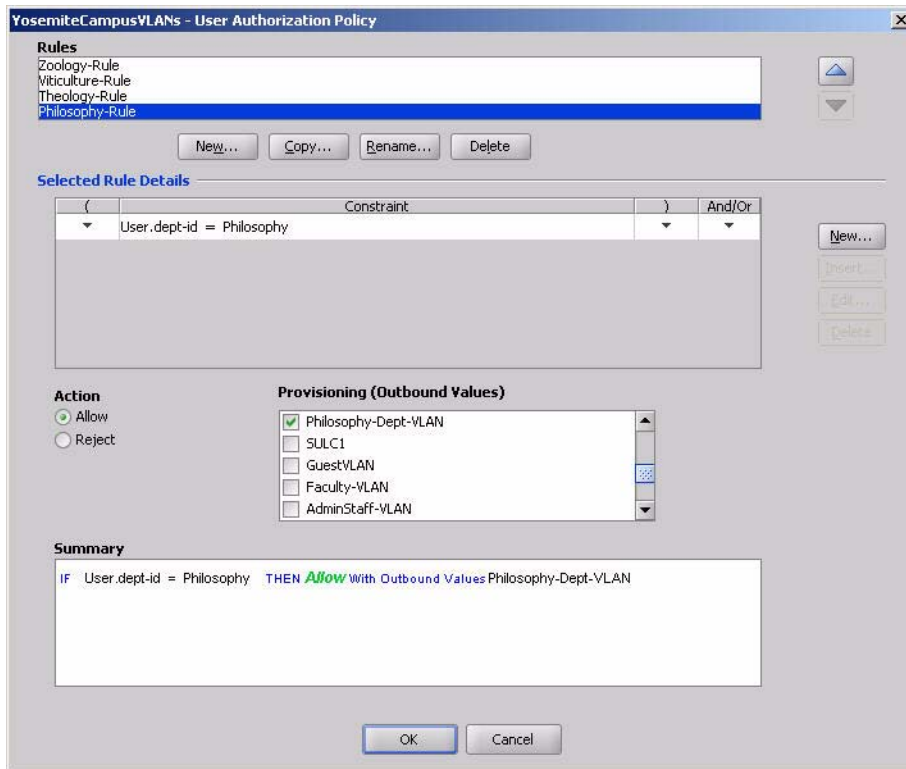 YosemiteCampusVLANs - User Authorization Policy
Rules
Zoology-Rule
Viticulture-Rule
Theology-Rule
Philosophy-Rule
New... Copy... Rename... Delete
Selected Rule Details
( Constraint ) And/Or
User.dept-id = Philosophy
New...
Insert...
Edit...
Delete
Action
Allow
Reject
Provisioning (Outbound Values)
Philosophy-Dept-VLAN
SULC1
GuestVLAN
Faculty-VLAN
AdminStaff-VLAN
Summary
IF User.dept-id = Philosophy THEN Allow With Outbound Values Philosophy-Dept-VLAN
OK Cancel